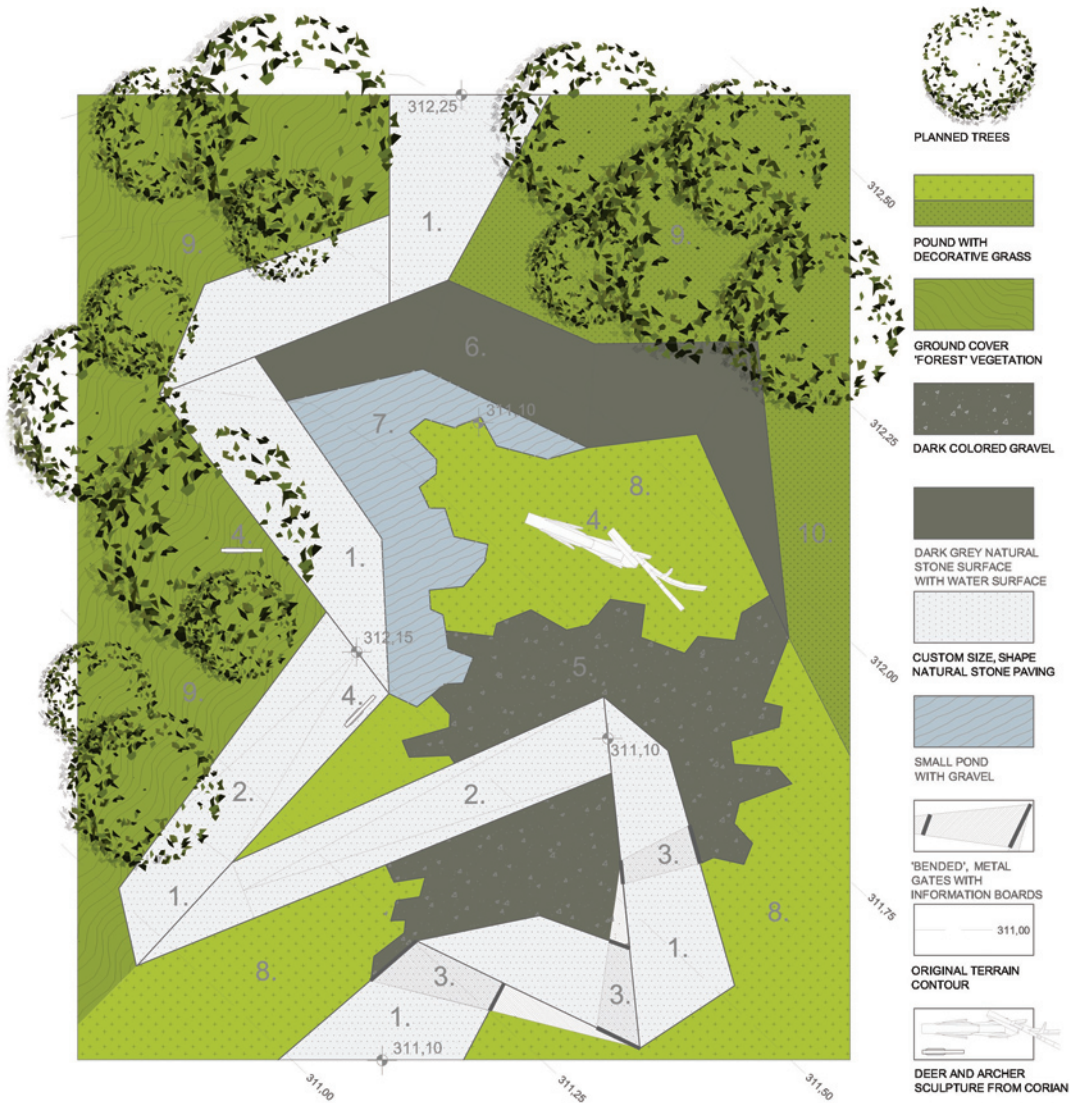 312,25
1.
9.
9.
6.
7.
311,10
8.
4.
4.
10.
1.
312,15
4.
5.
9.
311,10
2.
2.
3.
1.
8.
1.
8.
3.
3.
1.
311,10
312,50
312,25
312,00
311,75
311,00
311,25
311,50
PLANNED TREES
POUND WITH
DECORATIVE GRASS
GROUND COVER
'FOREST' VEGETATION
DARK COLORED GRAVEL
DARK GREY NATURAL
STONE SURFACE
WITH WATER SURFACE
CUSTOM SIZE, SHAPE
NATURAL STONE PAVING
SMALL POND
WITH GRAVEL
'BENDED', METAL
GATES WITH
INFORMATION BOARDS
311,00
ORIGINAL TERRAIN
CONTOUR
DEER AND ARCHER
SCULPTURE FROM CORIAN